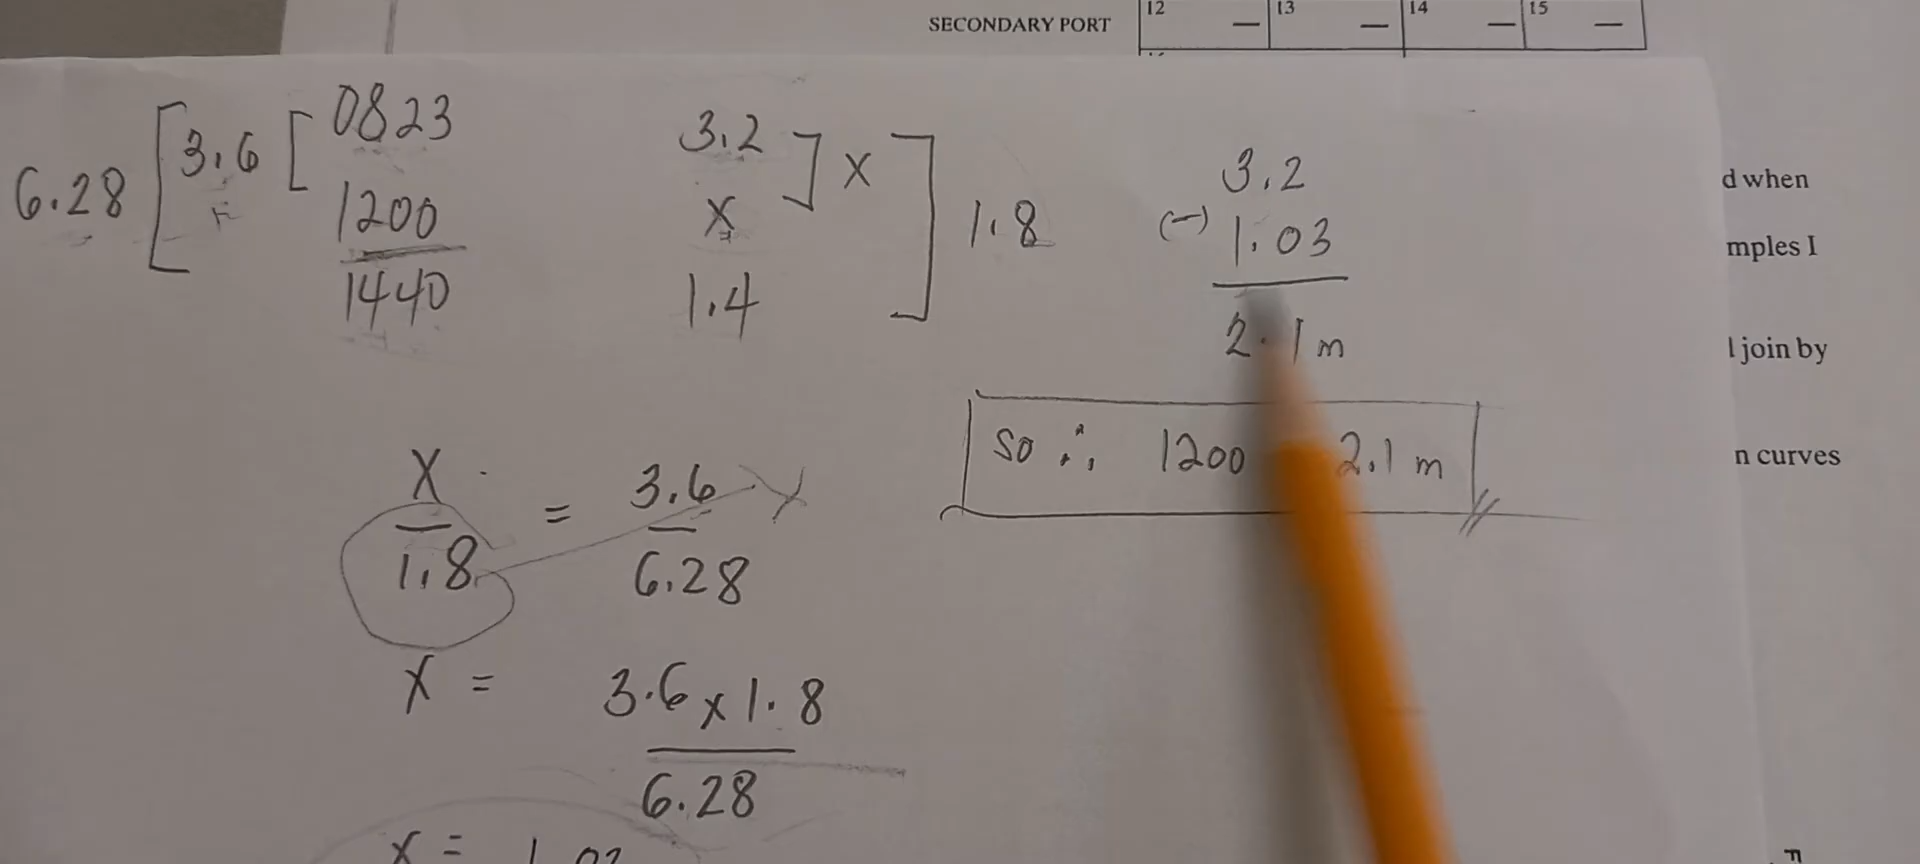 12 — 13 — 14 — 15 —
SECONDARY PORT
6.28 [ 3.6 [ 0823 3.2 ] X ] 1.8
1200 X
1440 1.4
3.2
(-) 1.03
2.1 m
So ∴ 1200 2.1 m
X / 1.8 = 3.6 / 6.28
X = 3.6 x 1.8
6.28
X =
d when
mples I
l join by
n curves